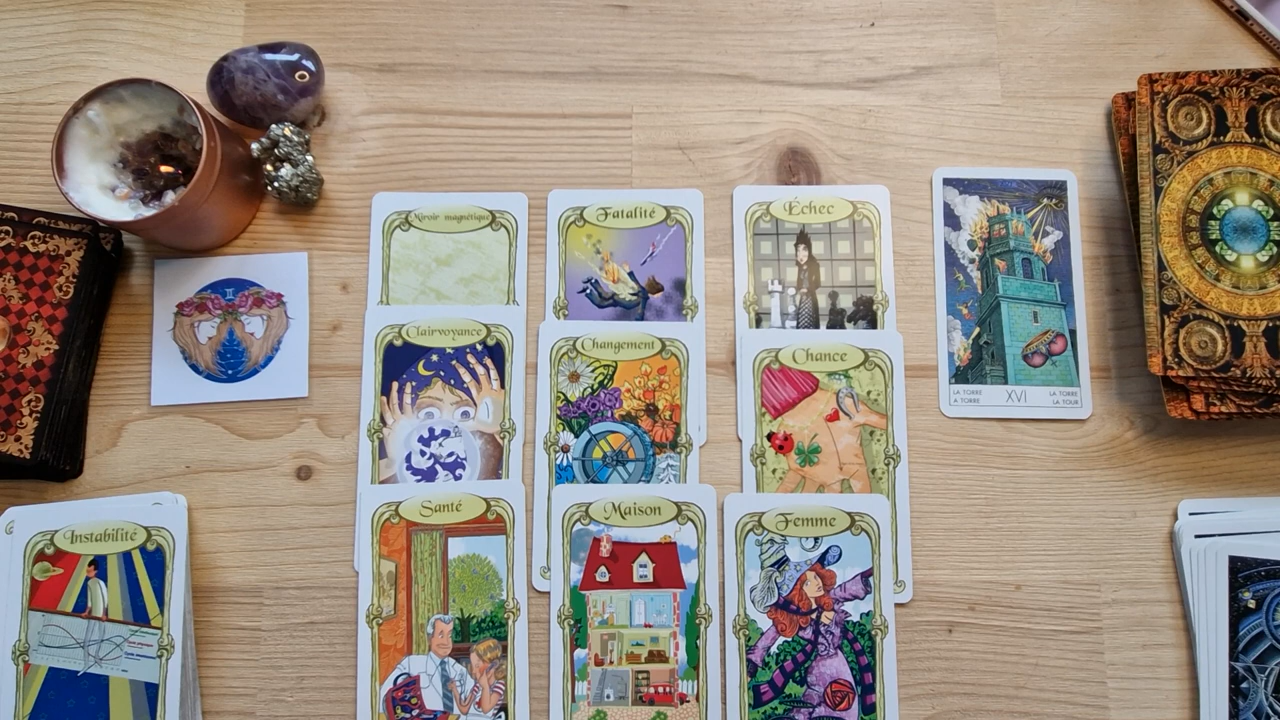 Miroir magnétique
Fatalité
Échec
Clairvoyance
Changement
Chance
LA TORRE
A TORRE
XVI
LA TORRE
LA TOUR
Instabilité
Santé
Maison
Femme